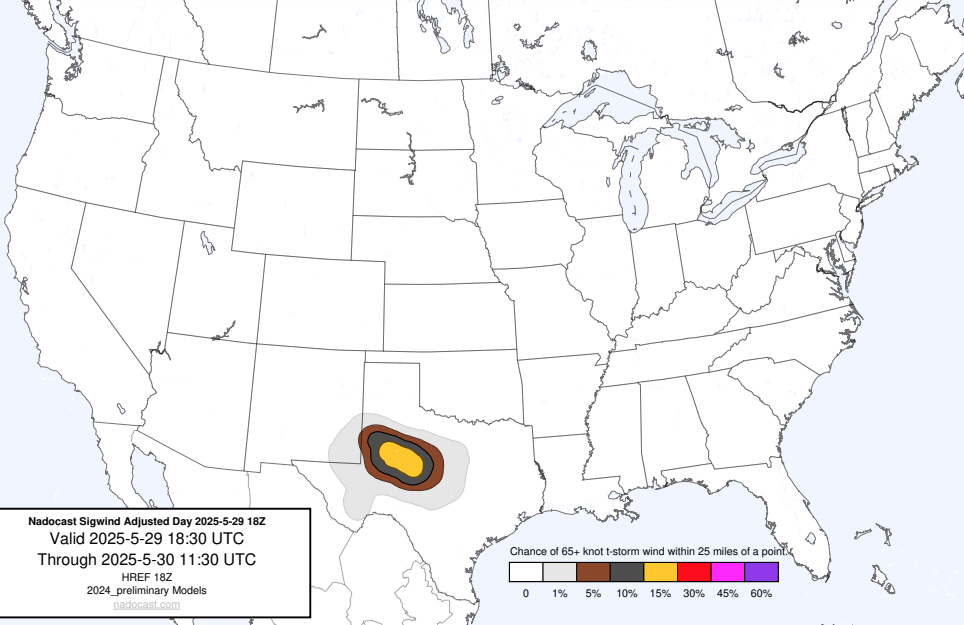 Nadocast Sigwind Adjusted Day 2025-5-29 18Z
Valid 2025-5-29 18:30 UTC
Through 2025-5-30 11:30 UTC
HREF 18Z
2024_preliminary Models
nadocast.com
Chance of 65+ knot t-storm wind within 25 miles of a point.
0 1% 5% 10% 15% 30% 45% 60%